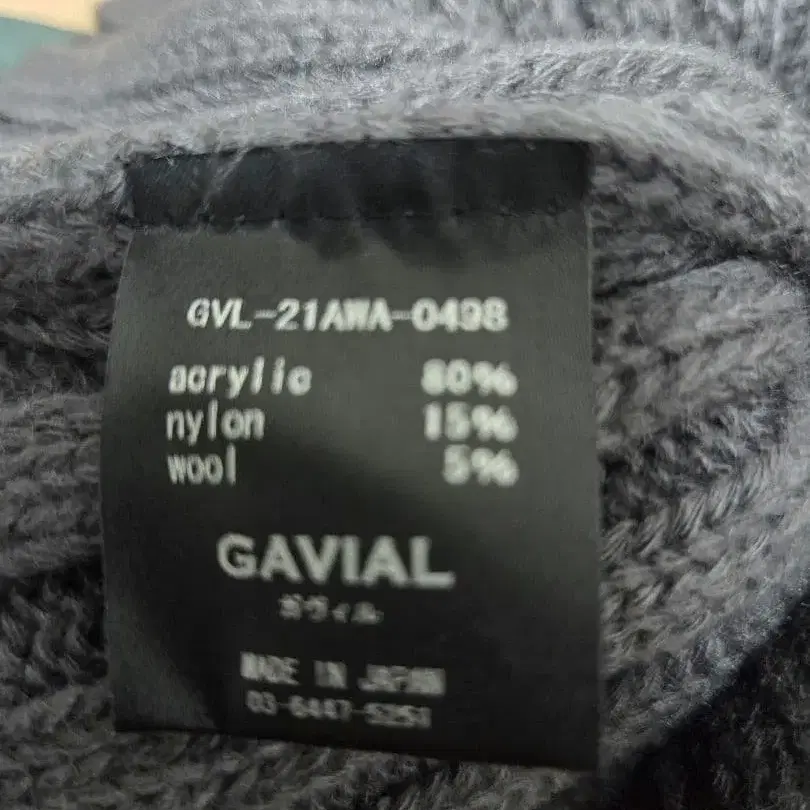 GVL-21AWA-0498
acrylic 80%
nylon 15%
wool 5%
GAVIAL
ガヴィル
MADE IN JAPAN
03-6447-5251